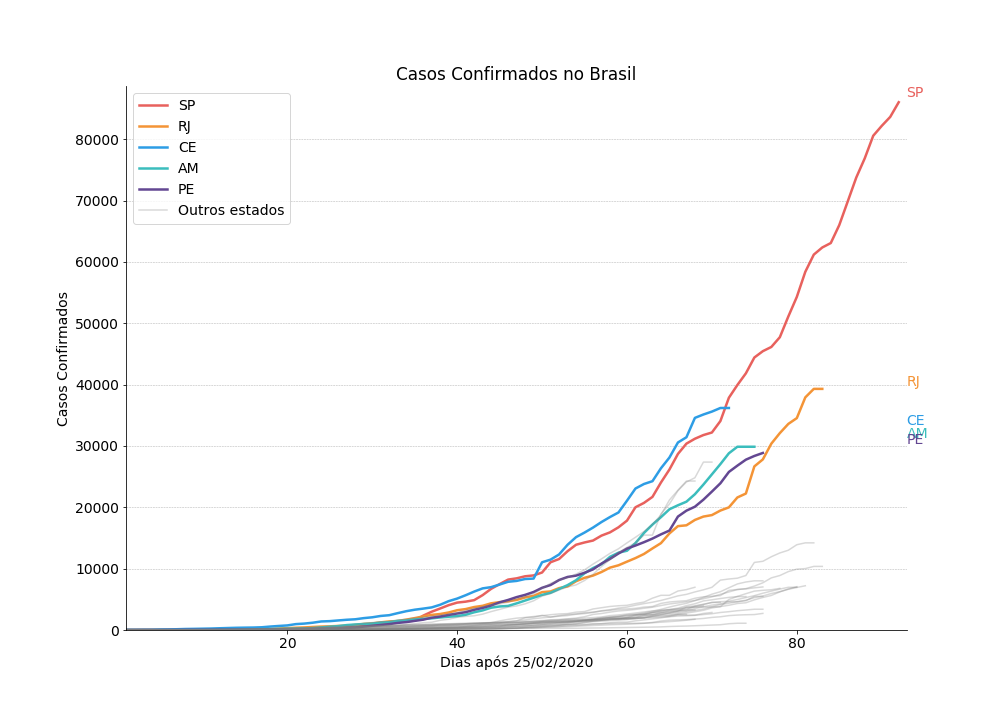 Casos Confirmados no Brasil
SP
RJ
CE
AM
PE
Outros estados
SP
RJ
CE
AM
PE
Casos Confirmados
80000
70000
60000
50000
40000
30000
20000
10000
0
20 40 60 80
Dias após 25/02/2020